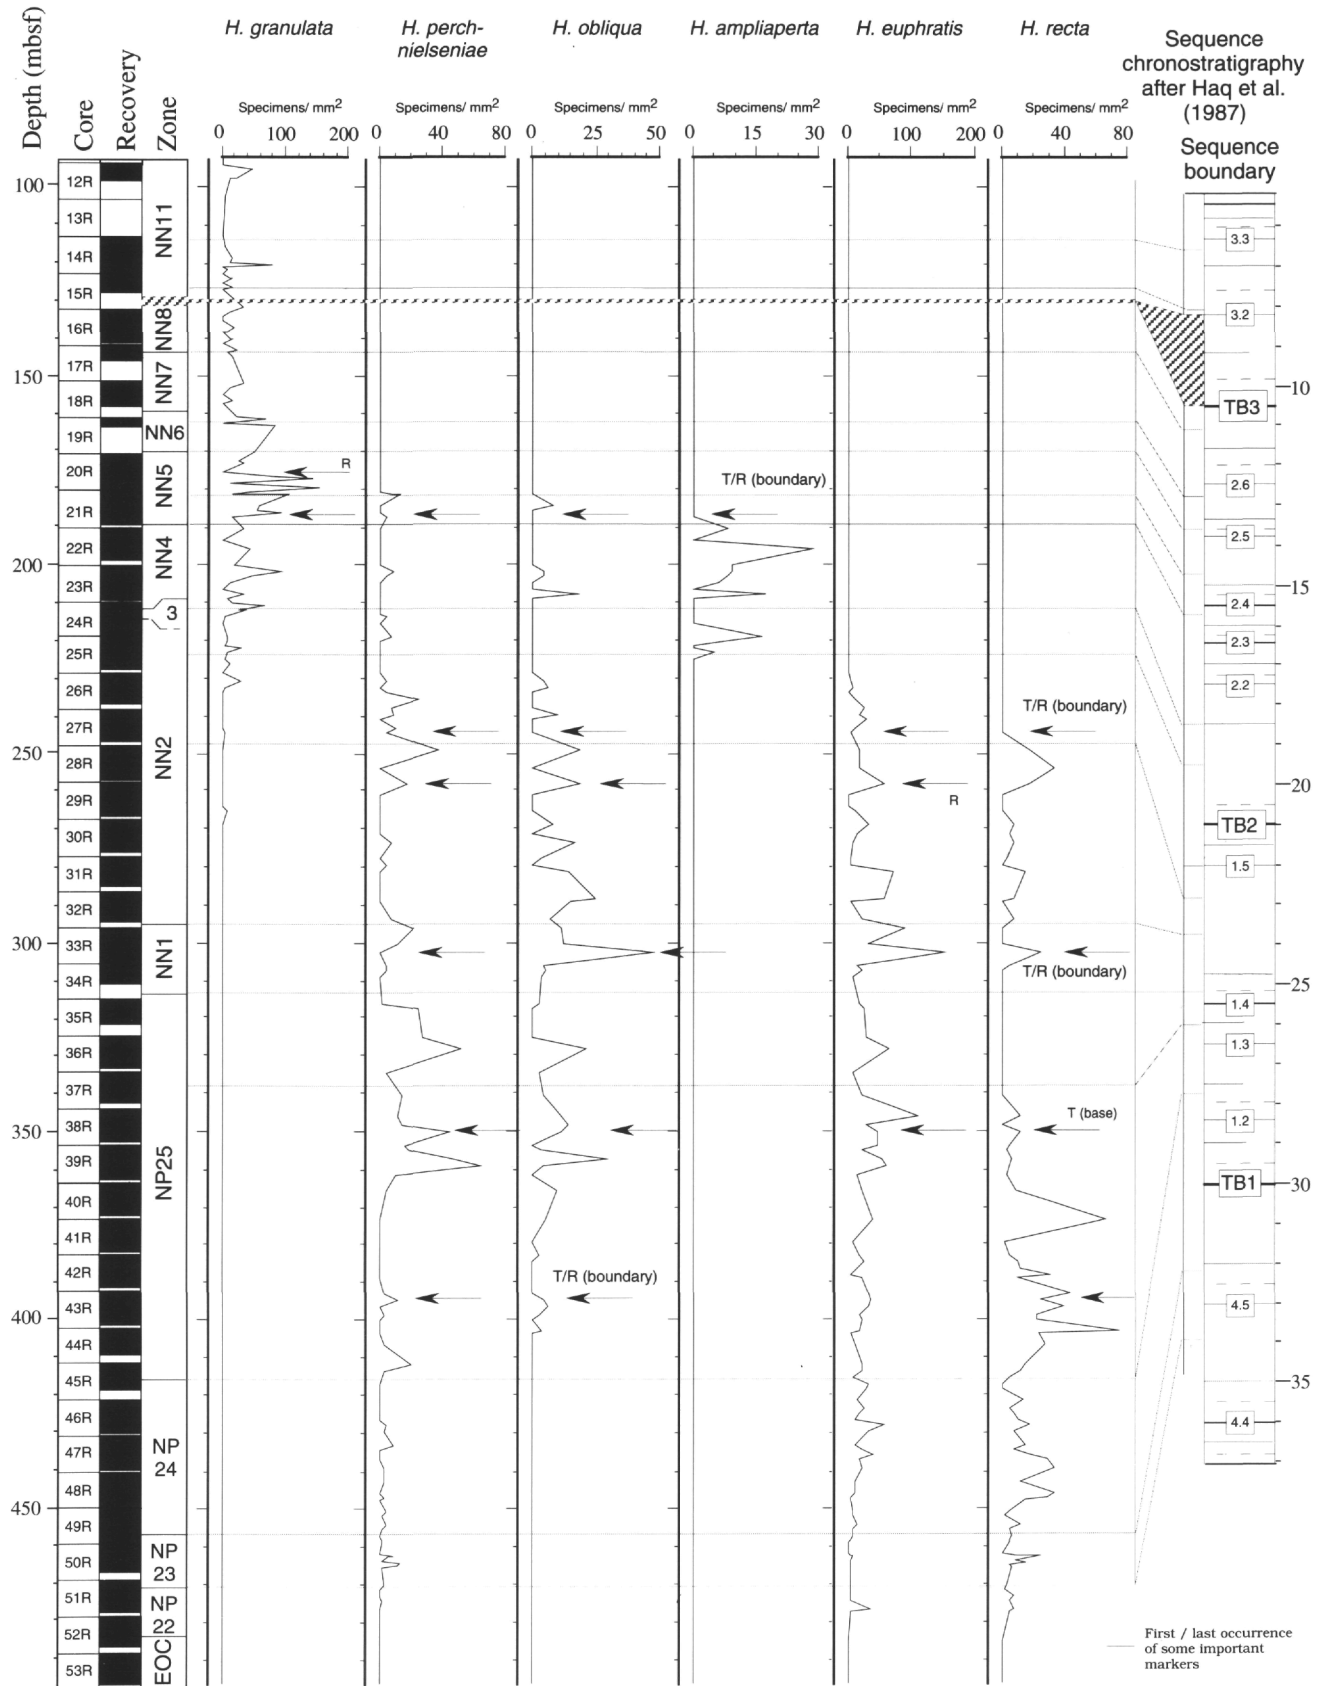 H. granulata
H. perch-
nielseniae
H. obliqua
H. ampliaperta
H. euphratis
H. recta
Sequence
chronostratigraphy
after Haq et al.
(1987)
Sequence
boundary
Depth (mbsf)
Core
Recovery
Zone
Specimens/ mm2
Specimens/ mm2
Specimens/ mm2
Specimens/ mm2
Specimens/ mm2
Specimens/ mm2
0 100 200
0 40 80
0 25 50
0 15 30
0 100 200
0 40 80
100
150
200
250
300
350
400
450
12R
13R
14R
15R
16R
17R
18R
19R
20R
21R
22R
23R
24R
25R
26R
27R
28R
29R
30R
31R
32R
33R
34R
35R
36R
37R
38R
39R
40R
41R
42R
43R
44R
45R
46R
47R
48R
49R
50R
51R
52R
53R
NN11
NN8
NN7
NN6
NN5
NN4
3
NN2
NN1
NP25
NP
24
NP
23
NP
22
EOC
R
T/R (boundary)
T/R (boundary)
R
T/R (boundary)
T (base)
T/R (boundary)
3.3
3.2
TB3
2.6
2.5
2.4
2.3
2.2
TB2
1.5
1.4
1.3
1.2
TB1
4.5
4.4
10
15
20
25
30
35
First / last occurrence
of some important
markers